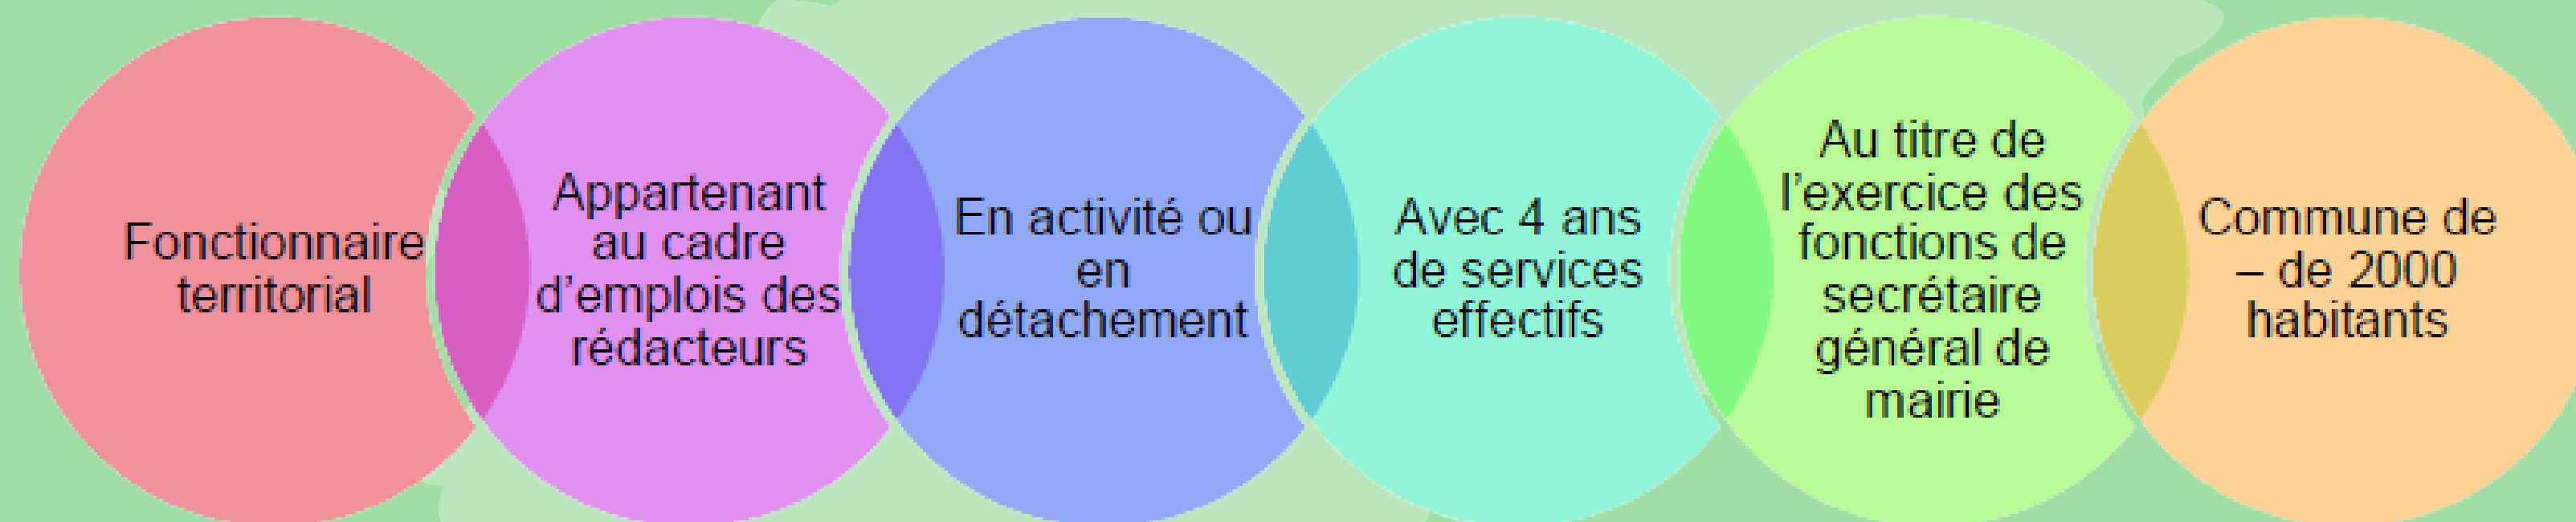 Fonctionnaire
territorial
Appartenant
au cadre
d’emplois des
rédacteurs
En activité ou
en
détachement
Avec 4 ans
de services
effectifs
Au titre de
l’exercice des
fonctions de
secrétaire
général de
mairie
Commune de
– de 2000
habitants